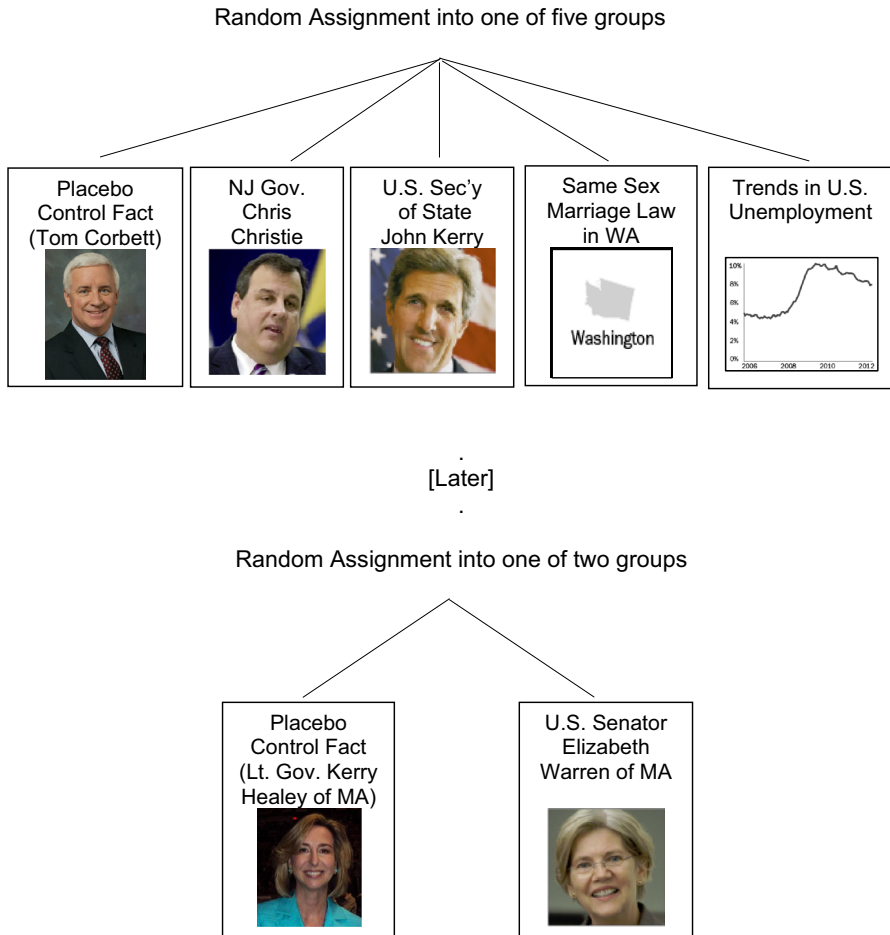 Random Assignment into one of five groups
Placebo
Control Fact
(Tom Corbett)
NJ Gov.
Chris
Christie
U.S. Sec'y
of State
John Kerry
Same Sex
Marriage Law
in WA
Washington
Trends in U.S.
Unemployment
10%
8%
6%
4%
2%
0%
2006
2008
2010
2012
.
[Later]
.
Random Assignment into one of two groups
Placebo
Control Fact
(Lt. Gov. Kerry
Healey of MA)
U.S. Senator
Elizabeth
Warren of MA